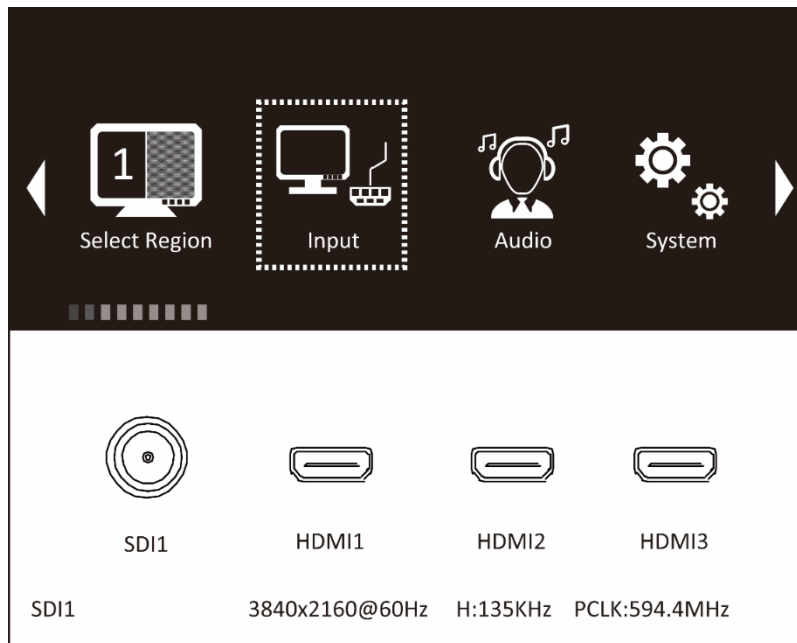 1
Select Region Input Audio System
SDI1 HDMI1 HDMI2 HDMI3
SDI1 3840x2160@60Hz H:135KHz PCLK:594.4MHz